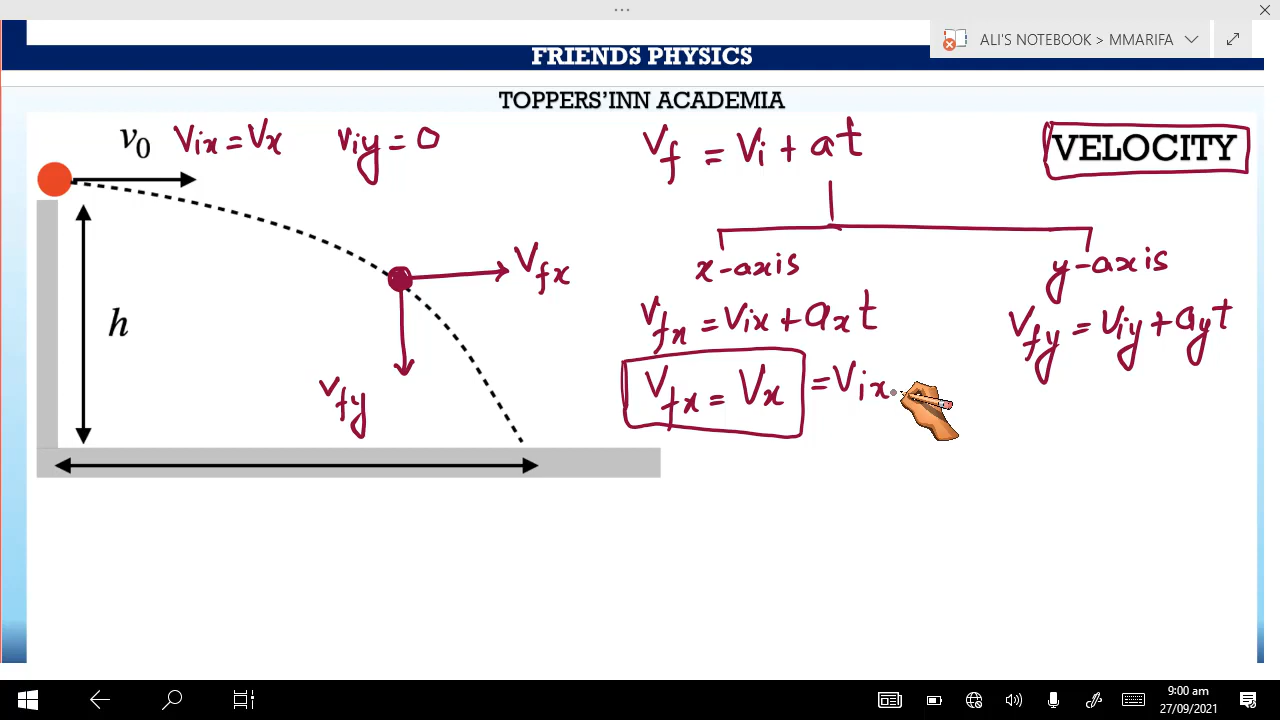 ALI'S NOTEBOOK > MMARIFA
FRIENDS PHYSICS
TOPPERS'INN ACADEMIA
v0 Vix = Vx Viy = 0
Vf = Vi + at
VELOCITY
x-axis
y-axis
Vfx
Vfx = Vix + axt
Vfy = Viy + ayt
h
Vfx = Vx = Vix
Vfy
9:00 am
27/09/2021